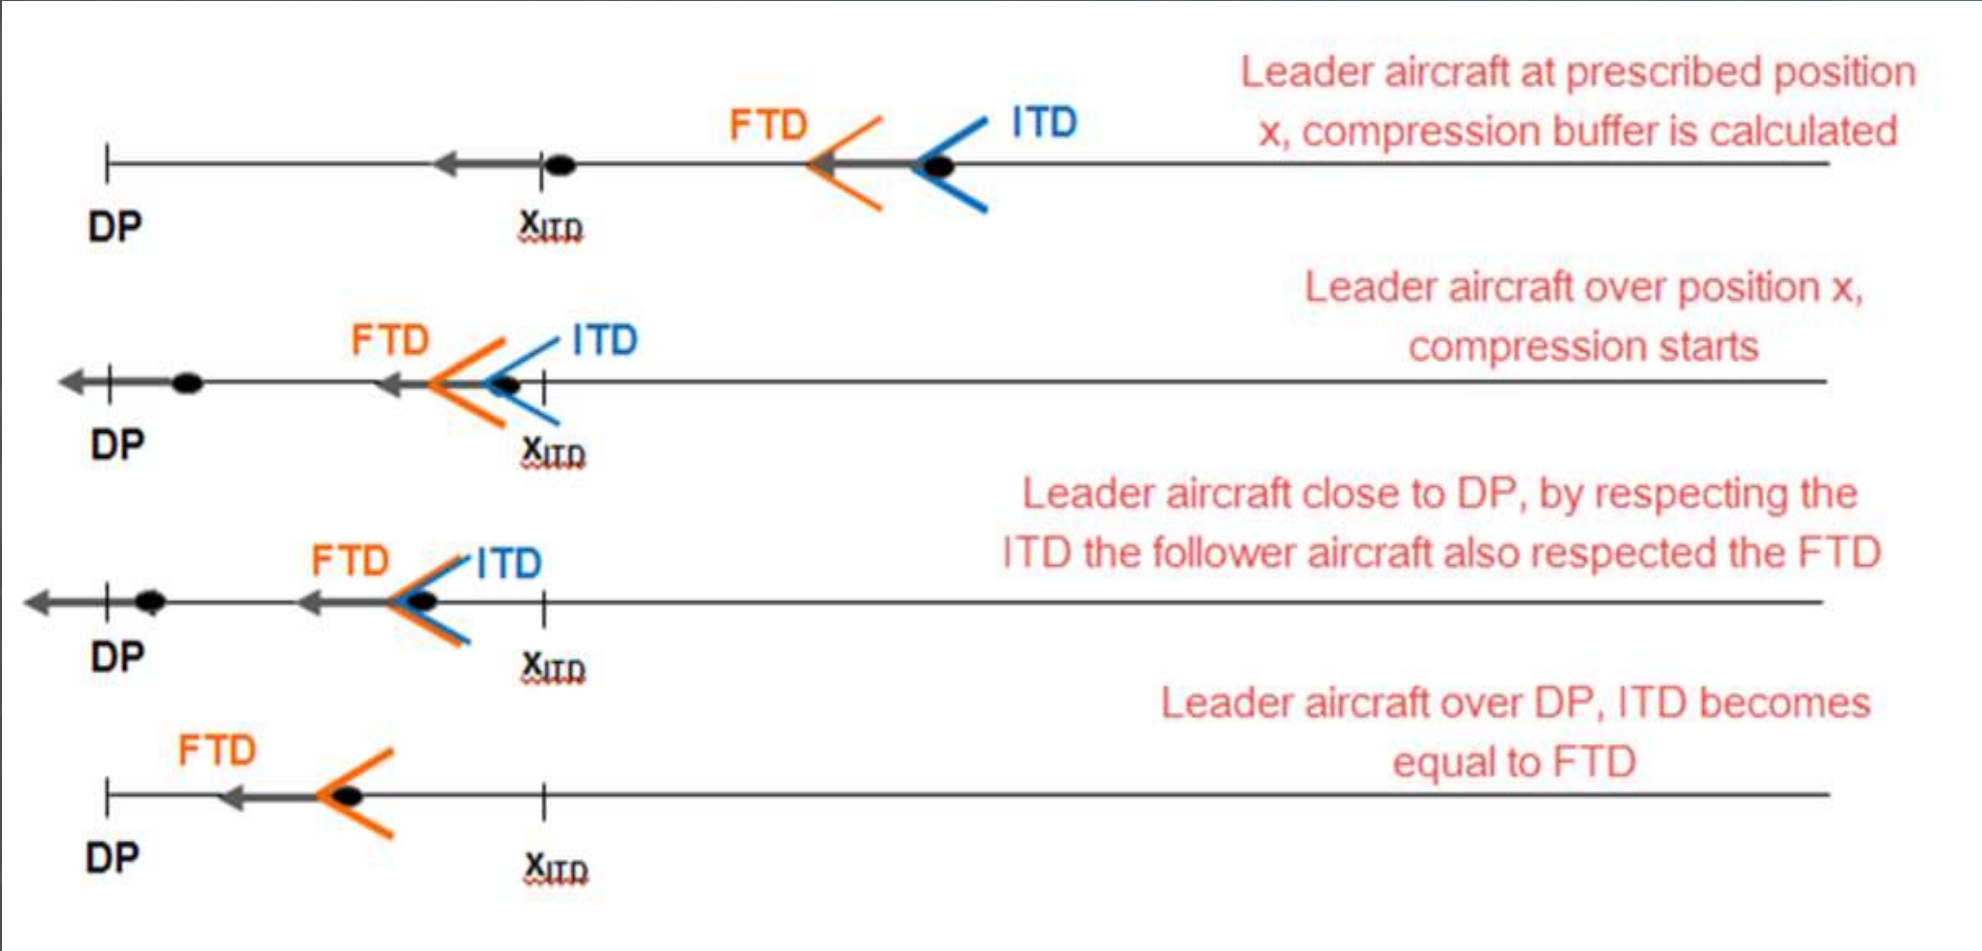 Leader aircraft at prescribed position
x, compression buffer is calculated
FTD
ITD
DP
XITD
Leader aircraft over position x,
compression starts
FTD
ITD
DP
XITD
Leader aircraft close to DP, by respecting the
ITD the follower aircraft also respected the FTD
FTD
ITD
DP
XITD
Leader aircraft over DP, ITD becomes
equal to FTD
FTD
DP
XITD